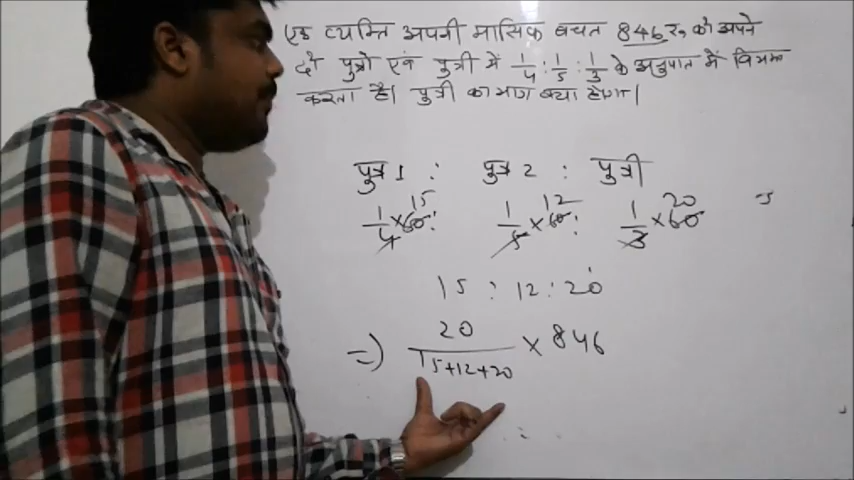 एक व्यक्ति अपनी मासिक बचत 846 रु० को अपने
दो पुत्रो एवं पुत्री में 1/4 : 1/5 : 1/3 के अनुपात में विभक्त
करता है। पुत्री का भाग क्या होगा।
पुत्र 1 : पुत्र 2 : पुत्री
1/4 × 60 15 : 1/5 × 60 12 : 1/3 × 60 20
15 : 12 : 20
=) 20/15+12+20 × 846